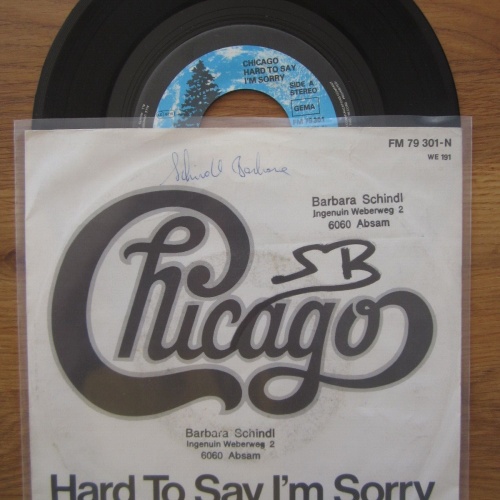 CHICAGO
HARD TO SAY
I'M SORRY
SIDE A
STEREO
GEMA
FM 79 301-N
WE 191
Schindl Barbara
Barbara Schindl
Ingenuin Weberweg 2
6060 Absam
SB
Chicago
Barbara Schindl
Ingenuin Weberweg 2
6060 Absam
Hard To Say I'm Sorry